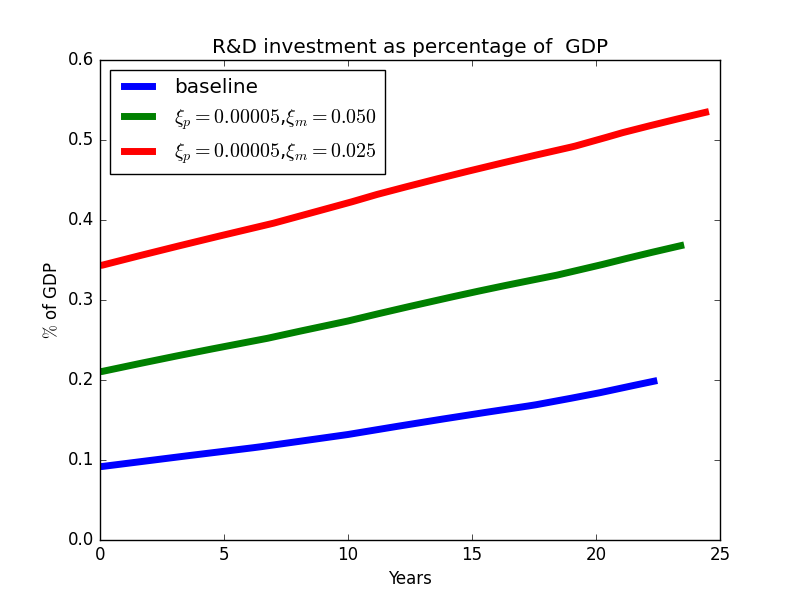 R&D investment as percentage of  GDP
baseline
ξp = 0.00005,ξm = 0.050
ξp = 0.00005,ξm = 0.025
% of GDP
0.6
0.5
0.4
0.3
0.2
0.1
0.0
0 5 10 15 20 25
Years